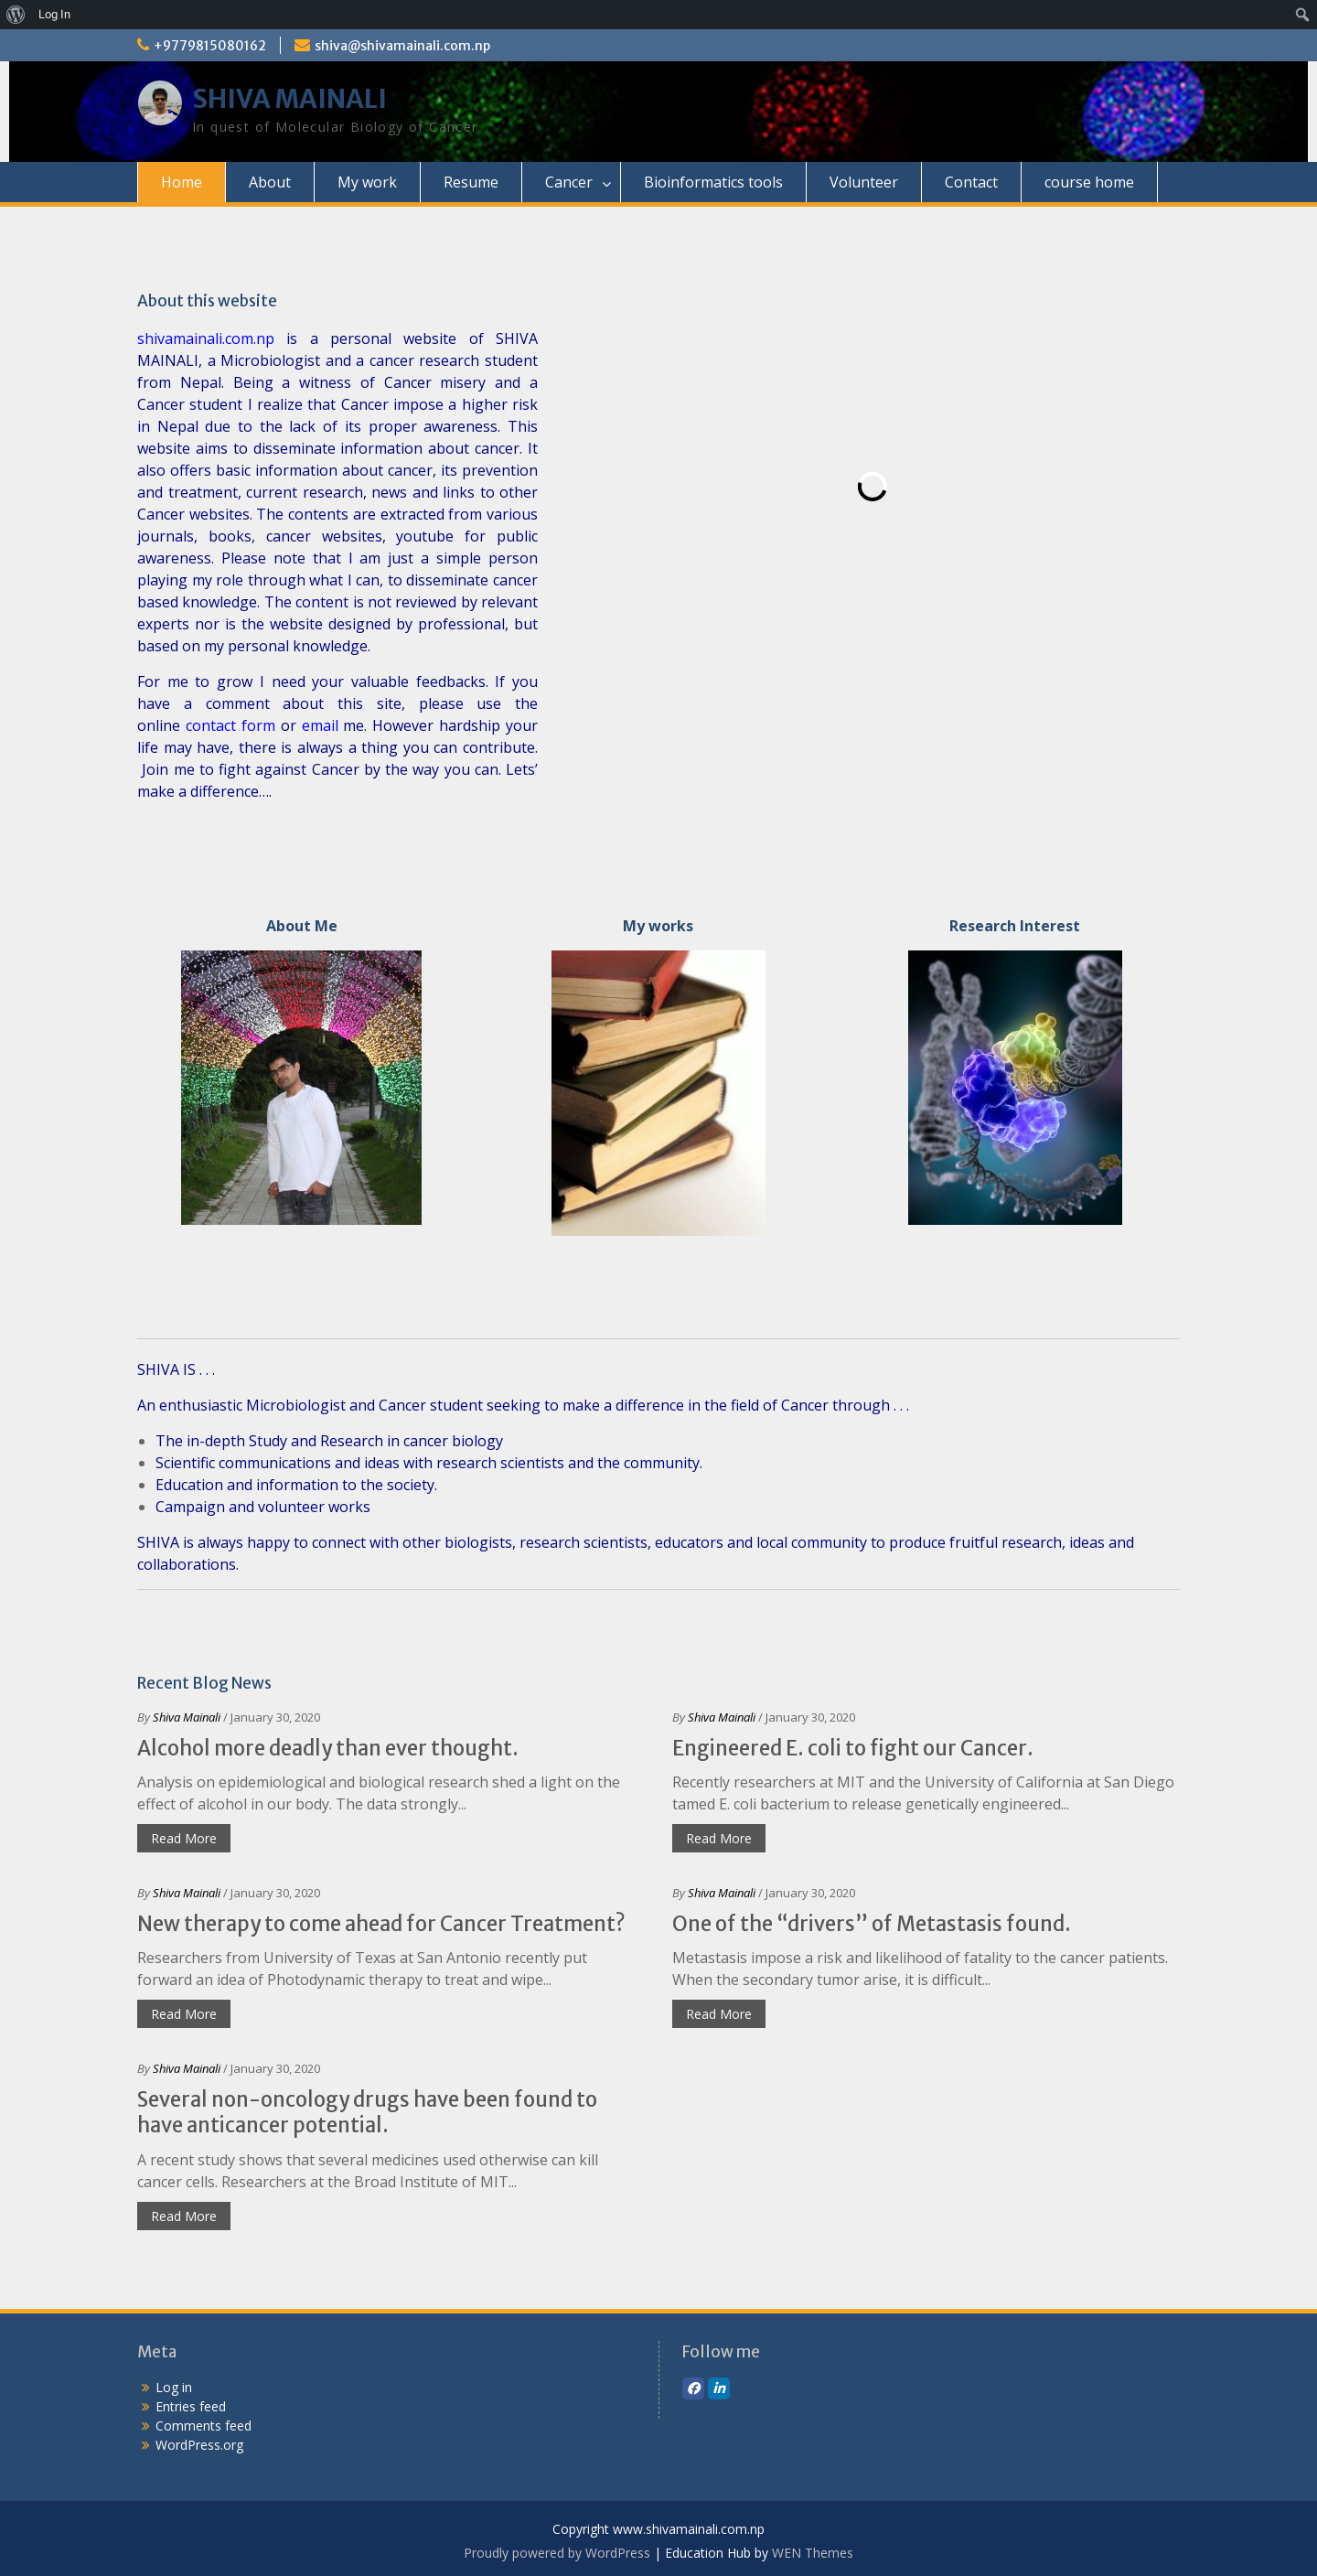 Log In
+9779815080162
shiva@shivamainali.com.np
SHIVA MAINALI
In quest of Molecular Biology of Cancer
Home
About
My work
Resume
Cancer
Bioinformatics tools
Volunteer
Contact
course home
About this website
shivamainali.com.np is a personal website of SHIVA
MAINALI, a Microbiologist and a cancer research student
from Nepal. Being a witness of Cancer misery and a
Cancer student I realize that Cancer impose a higher risk
in Nepal due to the lack of its proper awareness. This
website aims to disseminate information about cancer. It
also offers basic information about cancer, its prevention
and treatment, current research, news and links to other
Cancer websites. The contents are extracted from various
journals, books, cancer websites, youtube for public
awareness. Please note that I am just a simple person
playing my role through what I can, to disseminate cancer
based knowledge. The content is not reviewed by relevant
experts nor is the website designed by professional, but
based on my personal knowledge.
For me to grow I need your valuable feedbacks. If you
have a comment about this site, please use the
online contact form or email me. However hardship your
life may have, there is always a thing you can contribute.
Join me to fight against Cancer by the way you can. Lets’
make a difference….
About Me
My works
Research Interest
SHIVA IS . . .
An enthusiastic Microbiologist and Cancer student seeking to make a difference in the field of Cancer through . . .
The in-depth Study and Research in cancer biology
Scientific communications and ideas with research scientists and the community.
Education and information to the society.
Campaign and volunteer works
SHIVA is always happy to connect with other biologists, research scientists, educators and local community to produce fruitful research, ideas and
collaborations.
Recent Blog News
By Shiva Mainali / January 30, 2020
Alcohol more deadly than ever thought.
Analysis on epidemiological and biological research shed a light on the
effect of alcohol in our body. The data strongly...
Read More
By Shiva Mainali / January 30, 2020
Engineered E. coli to fight our Cancer.
Recently researchers at MIT and the University of California at San Diego
tamed E. coli bacterium to release genetically engineered...
Read More
By Shiva Mainali / January 30, 2020
New therapy to come ahead for Cancer Treatment?
Researchers from University of Texas at San Antonio recently put
forward an idea of Photodynamic therapy to treat and wipe...
Read More
By Shiva Mainali / January 30, 2020
One of the “drivers” of Metastasis found.
Metastasis impose a risk and likelihood of fatality to the cancer patients.
When the secondary tumor arise, it is difficult...
Read More
By Shiva Mainali / January 30, 2020
Several non-oncology drugs have been found to
have anticancer potential.
A recent study shows that several medicines used otherwise can kill
cancer cells. Researchers at the Broad Institute of MIT...
Read More
Meta
Log in
Entries feed
Comments feed
WordPress.org
Follow me
Copyright www.shivamainali.com.np
Proudly powered by WordPress | Education Hub by WEN Themes